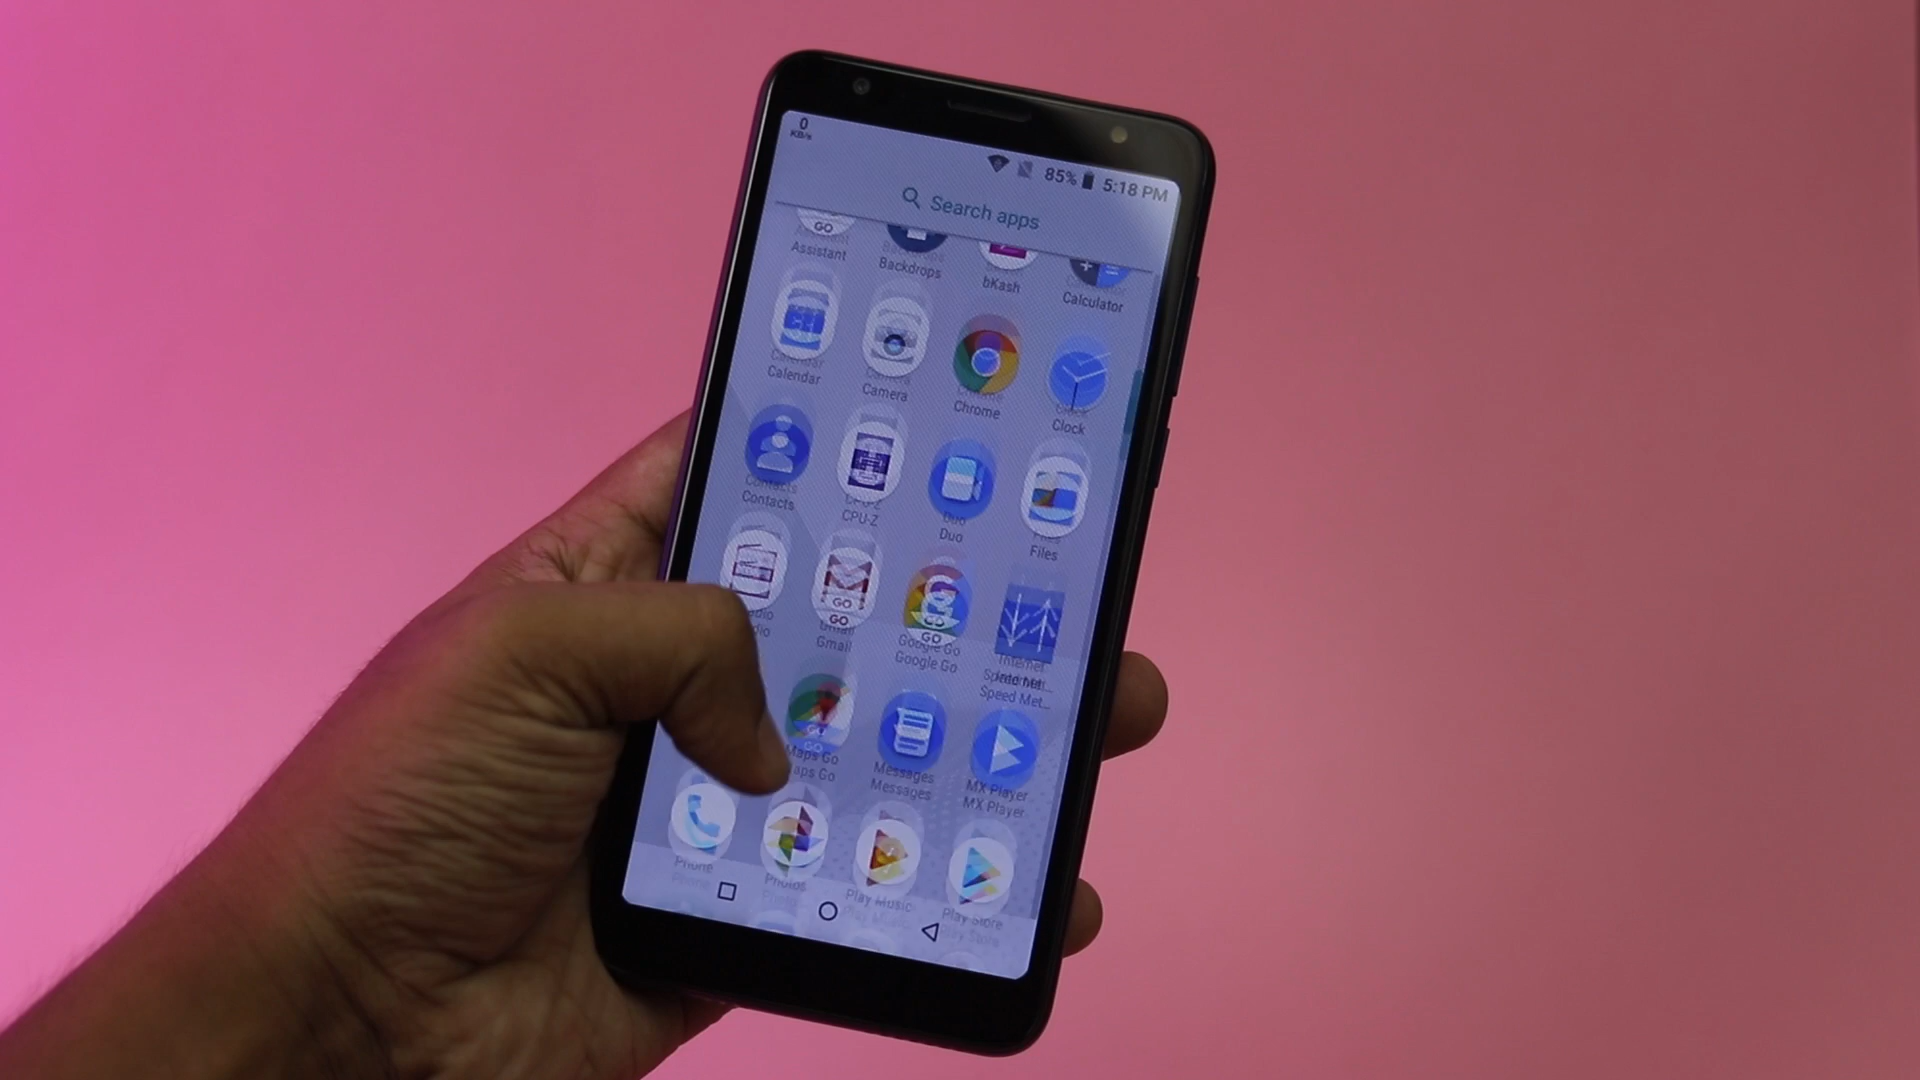 0
KB/s
85% 5:18 PM
Search apps
GO
Assistant Backdrops bKash Calculator
Calendar Camera Chrome Clock
Contacts CPU-Z Duo Files
GO GO
Gmail Google Go Internet
Speed Met...
Maps Go Messages MX Player
Phone Photos Play Music Play Store